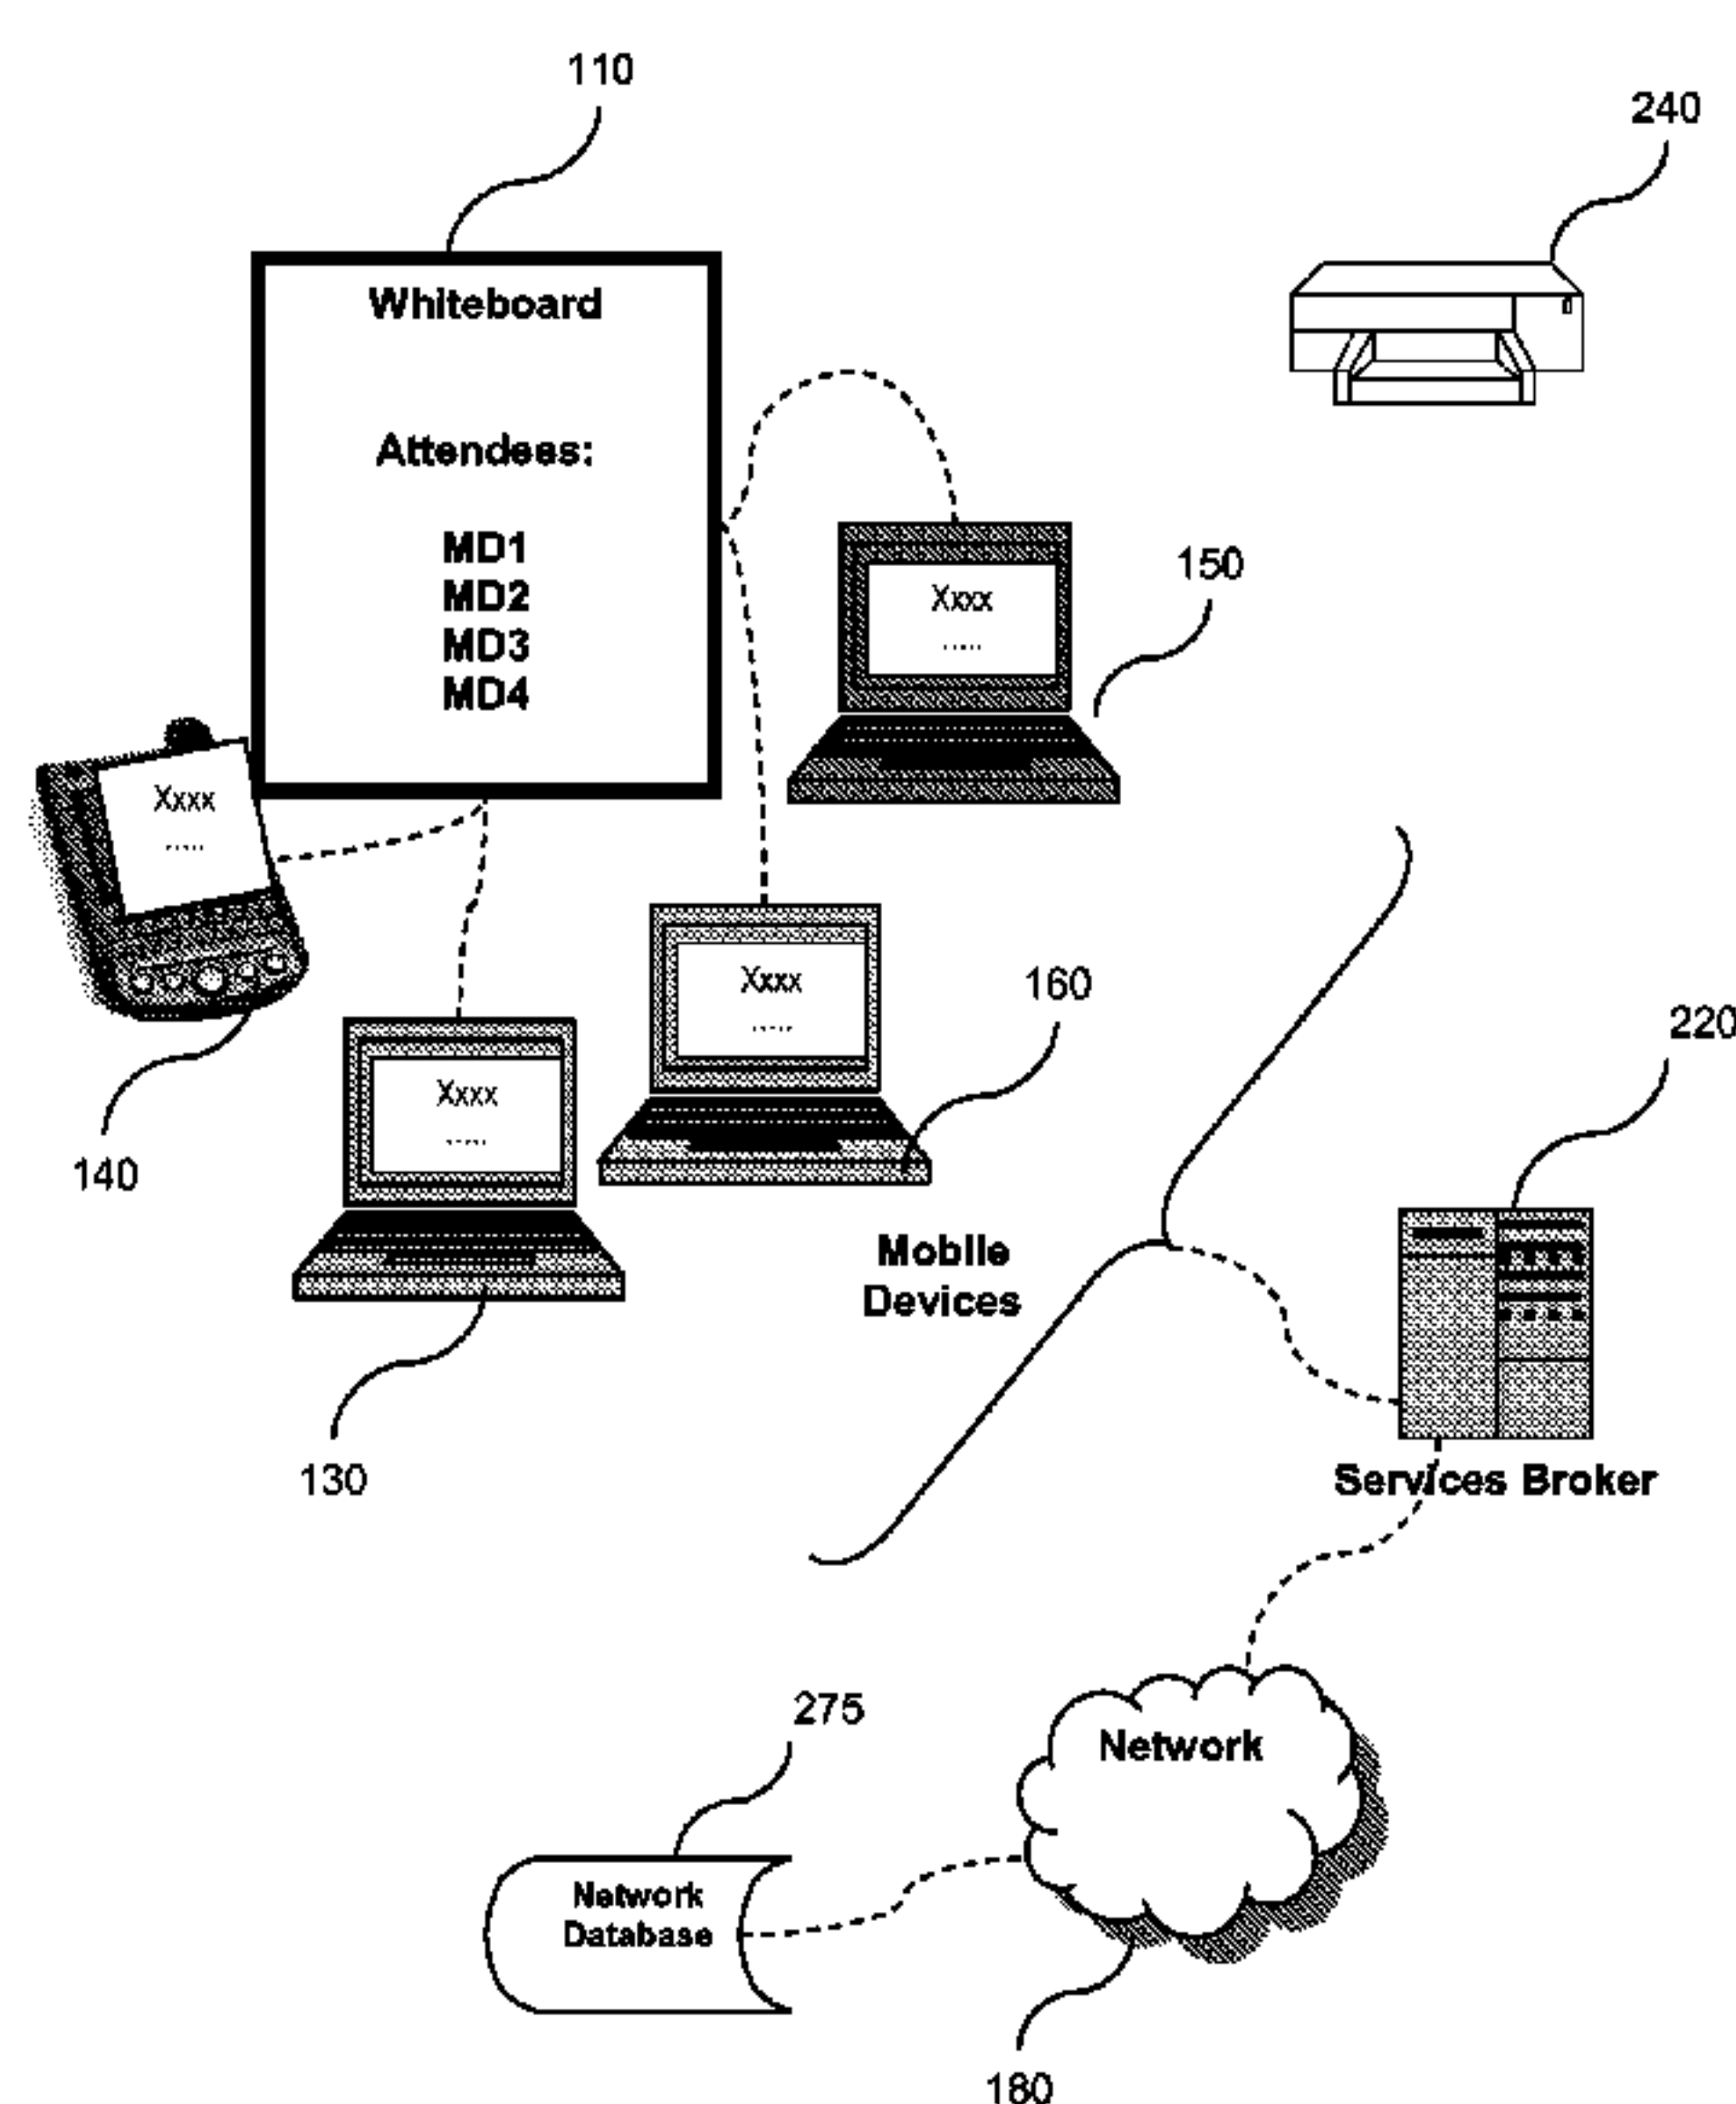 110
240
Whiteboard
Attendees:
MD1
MD2
MD3
MD4
150
Xxxx
.....
Xxxx
.....
Xxxx
.....
160
220
Xxxx
.....
140
Mobile
Devices
130
Services Broker
275
Network
Network
Database
180